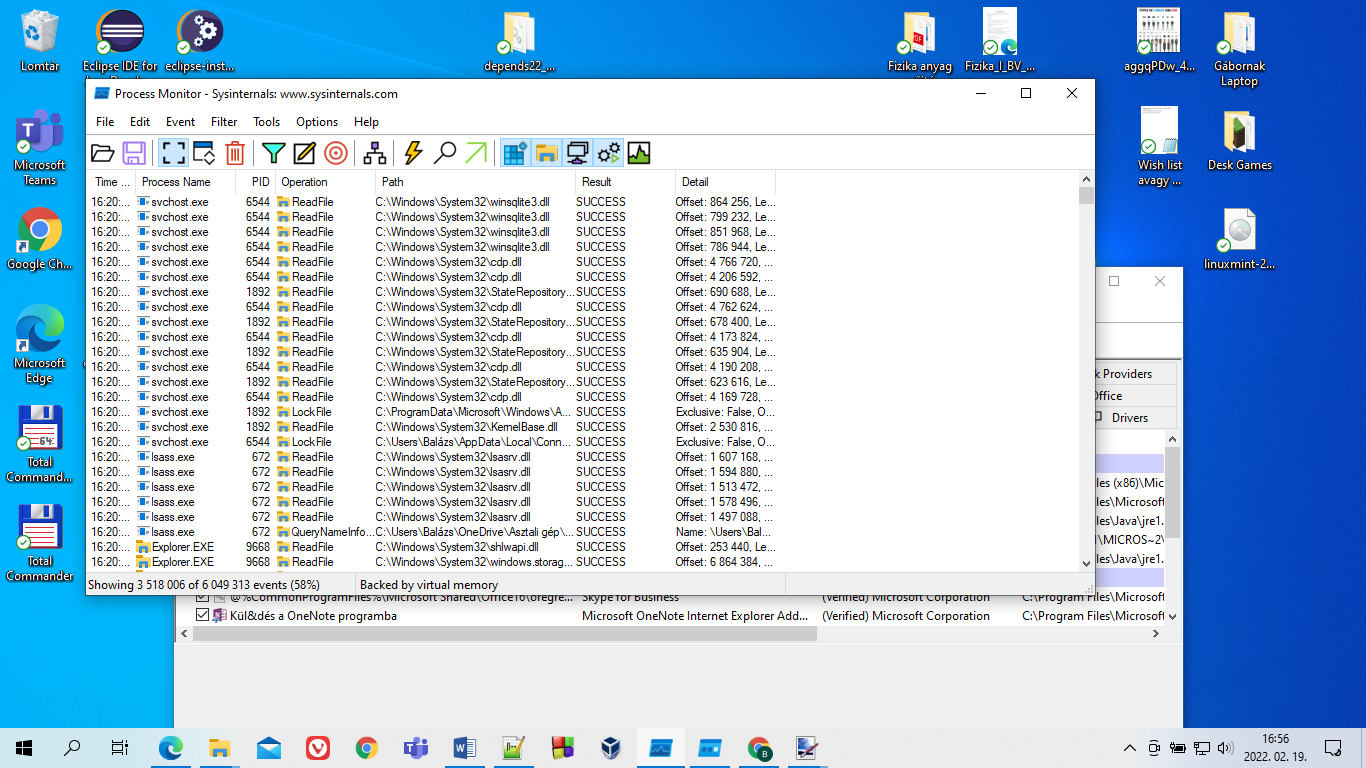 Lomtár
Eclipse IDE for
eclipse-inst...
depends22_...
Fizika anyag
Fizika_I_BV_...
aggqPDw_4...
Gábornak
Laptop
Microsoft
Teams
Google Ch...
Microsoft
Edge
64
Total
Command...
Total
Commander
PDF
Wish list
avagy ...
Desk Games
linuxmint-2...
Process Monitor - Sysinternals: www.sysinternals.com
File Edit Event Filter Tools Options Help
Time ... Process Name PID Operation Path Result Detail
16:20:... svchost.exe 6544 ReadFile C:\Windows\System32\winsqlite3.dll SUCCESS Offset: 864 256, Le...
16:20:... svchost.exe 6544 ReadFile C:\Windows\System32\winsqlite3.dll SUCCESS Offset: 799 232, Le...
16:20:... svchost.exe 6544 ReadFile C:\Windows\System32\winsqlite3.dll SUCCESS Offset: 851 968, Le...
16:20:... svchost.exe 6544 ReadFile C:\Windows\System32\winsqlite3.dll SUCCESS Offset: 786 944, Le...
16:20:... svchost.exe 6544 ReadFile C:\Windows\System32\cdp.dll SUCCESS Offset: 4 766 720, ...
16:20:... svchost.exe 6544 ReadFile C:\Windows\System32\cdp.dll SUCCESS Offset: 4 206 592, ...
16:20:... svchost.exe 1892 ReadFile C:\Windows\System32\StateRepository... SUCCESS Offset: 690 688, Le...
16:20:... svchost.exe 6544 ReadFile C:\Windows\System32\cdp.dll SUCCESS Offset: 4 762 624, ...
16:20:... svchost.exe 1892 ReadFile C:\Windows\System32\StateRepository... SUCCESS Offset: 678 400, Le...
16:20:... svchost.exe 6544 ReadFile C:\Windows\System32\cdp.dll SUCCESS Offset: 4 173 824, ...
16:20:... svchost.exe 1892 ReadFile C:\Windows\System32\StateRepository... SUCCESS Offset: 635 904, Le...
16:20:... svchost.exe 6544 ReadFile C:\Windows\System32\cdp.dll SUCCESS Offset: 4 190 208, ...
16:20:... svchost.exe 1892 ReadFile C:\Windows\System32\StateRepository... SUCCESS Offset: 623 616, Le...
16:20:... svchost.exe 6544 ReadFile C:\Windows\System32\cdp.dll SUCCESS Offset: 4 169 728, ...
16:20:... svchost.exe 1892 LockFile C:\ProgramData\Microsoft\Windows\A... SUCCESS Exclusive: False, O...
16:20:... svchost.exe 1892 ReadFile C:\Windows\System32\KernelBase.dll SUCCESS Offset: 2 530 816, ...
16:20:... svchost.exe 6544 LockFile C:\Users\Balázs\AppData\Local\Conn... SUCCESS Exclusive: False, O...
16:20:... lsass.exe 672 ReadFile C:\Windows\System32\lsasrv.dll SUCCESS Offset: 1 607 168, ...
16:20:... lsass.exe 672 ReadFile C:\Windows\System32\lsasrv.dll SUCCESS Offset: 1 594 880, ...
16:20:... lsass.exe 672 ReadFile C:\Windows\System32\lsasrv.dll SUCCESS Offset: 1 513 472, ...
16:20:... lsass.exe 672 ReadFile C:\Windows\System32\lsasrv.dll SUCCESS Offset: 1 578 496, ...
16:20:... lsass.exe 672 ReadFile C:\Windows\System32\lsasrv.dll SUCCESS Offset: 1 497 088, ...
16:20:... lsass.exe 672 QueryNameInfo... C:\Users\Balázs\OneDrive\Asztali gép\... SUCCESS Name: \Users\Bal...
16:20:... Explorer.EXE 9668 ReadFile C:\Windows\System32\shlwapi.dll SUCCESS Offset: 253 440, Le...
16:20:... Explorer.EXE 9668 ReadFile C:\Windows\System32\windows.storag... SUCCESS Offset: 6 864 384, ...
Showing 3 518 006 of 6 049 313 events (58%) Backed by virtual memory
k Providers
Office
Drivers
les (x86)\Mic
les\Microsoft
les\Java\jre1.
1\MICROS~2\
les\Java\jre1.
@%CommonProgramFiles%\Microsoft Shared\Office16\oregre... Skype for Business (Verified) Microsoft Corporation C:\Program Files\Microsoft
Kül&dés a OneNote programba Microsoft OneNote Internet Explorer Add... (Verified) Microsoft Corporation C:\Program Files\Microsoft
16:56
2022. 02. 19.